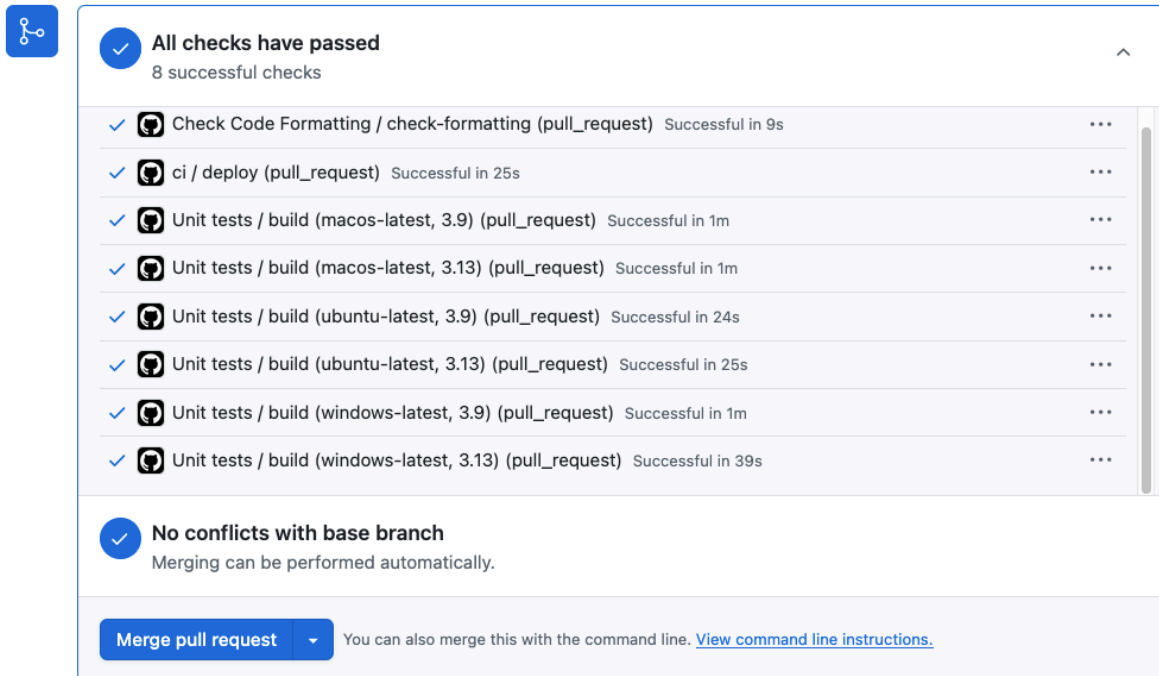 All checks have passed
8 successful checks
Check Code Formatting / check-formatting (pull_request) Successful in 9s
ci / deploy (pull_request) Successful in 25s
Unit tests / build (macos-latest, 3.9) (pull_request) Successful in 1m
Unit tests / build (macos-latest, 3.13) (pull_request) Successful in 1m
Unit tests / build (ubuntu-latest, 3.9) (pull_request) Successful in 24s
Unit tests / build (ubuntu-latest, 3.13) (pull_request) Successful in 25s
Unit tests / build (windows-latest, 3.9) (pull_request) Successful in 1m
Unit tests / build (windows-latest, 3.13) (pull_request) Successful in 39s
No conflicts with base branch
Merging can be performed automatically.
Merge pull request You can also merge this with the command line. View command line instructions.